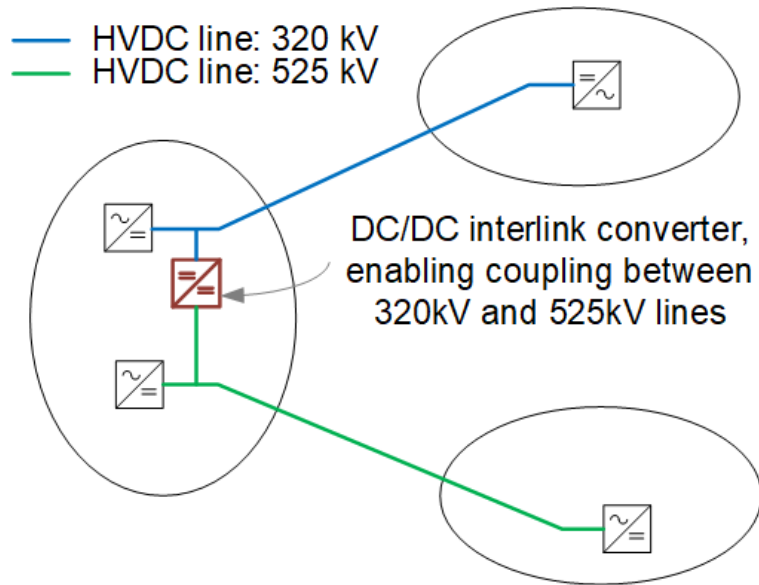 HVDC line: 320 kV
HVDC line: 525 kV
DC/DC interlink converter,
enabling coupling between
320kV and 525kV lines